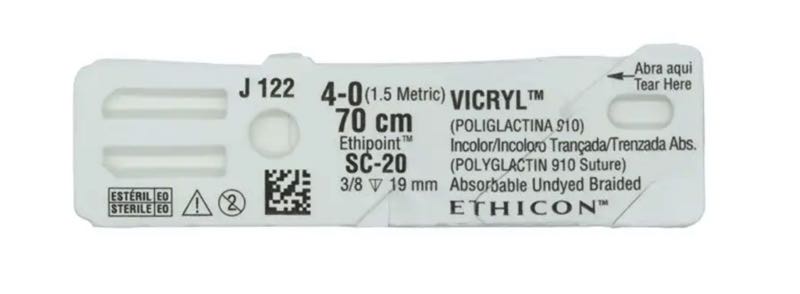 J 122
4-0 (1.5 Metric)
70 cm
Ethipoint™
SC-20
3/8 19 mm
VICRYL™
(POLIGLACTINA 910)
Incolor/Incoloro Trançada/Trenzada Abs.
(POLYGLACTIN 910 Suture)
Absorbable Undyed Braided
ETHICON™
Abra aqui
Tear Here
ESTÉRIL EO
STERILE EO
2